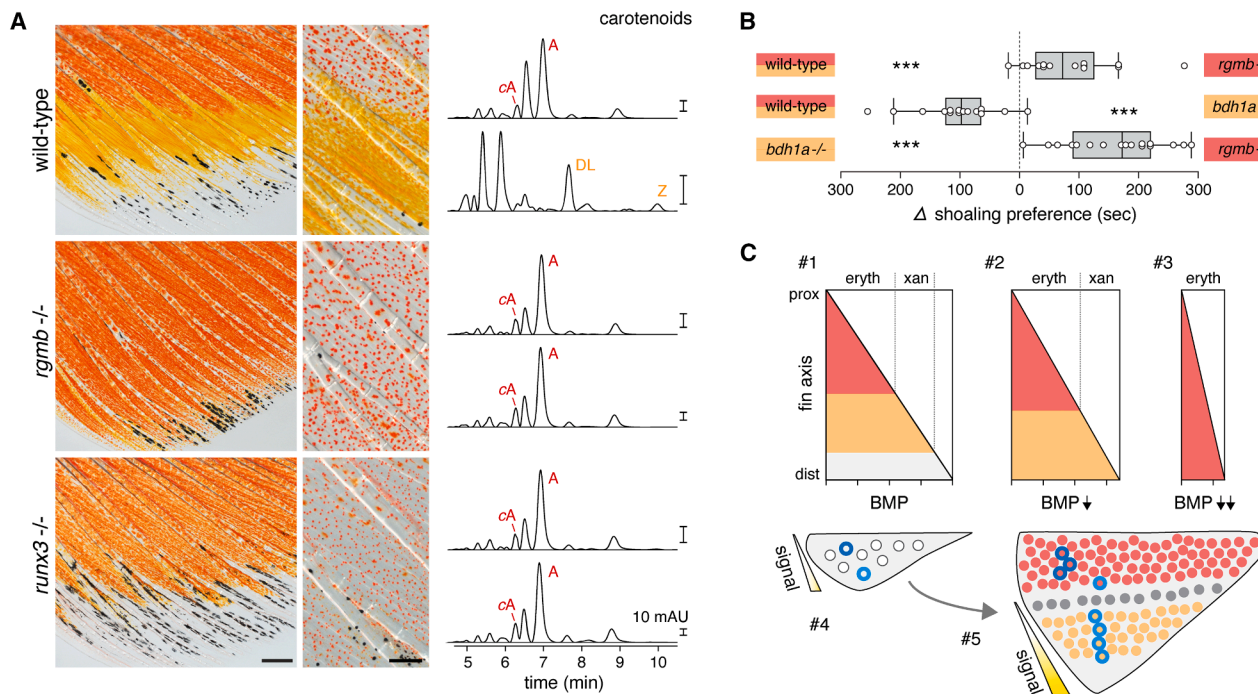 A
wild-type
rgmb -/-
runx3 -/-
carotenoids
cA
A
DL
Z
cA
A
cA
A
cA
A
cA
A
10 mAU
5 6 7 8 9 10
time (min)
B
wild-type *** rgmb-
wild-type *** bdh1a
bdh1a-/- *** rgmb-
300 200 100 0 100 200 300
Δ shoaling preference (sec)
C
#1 #2 #3
eryth xan eryth xan eryth
prox
fin axis
dist
BMP BMP BMP
signal
#4
#5
signal